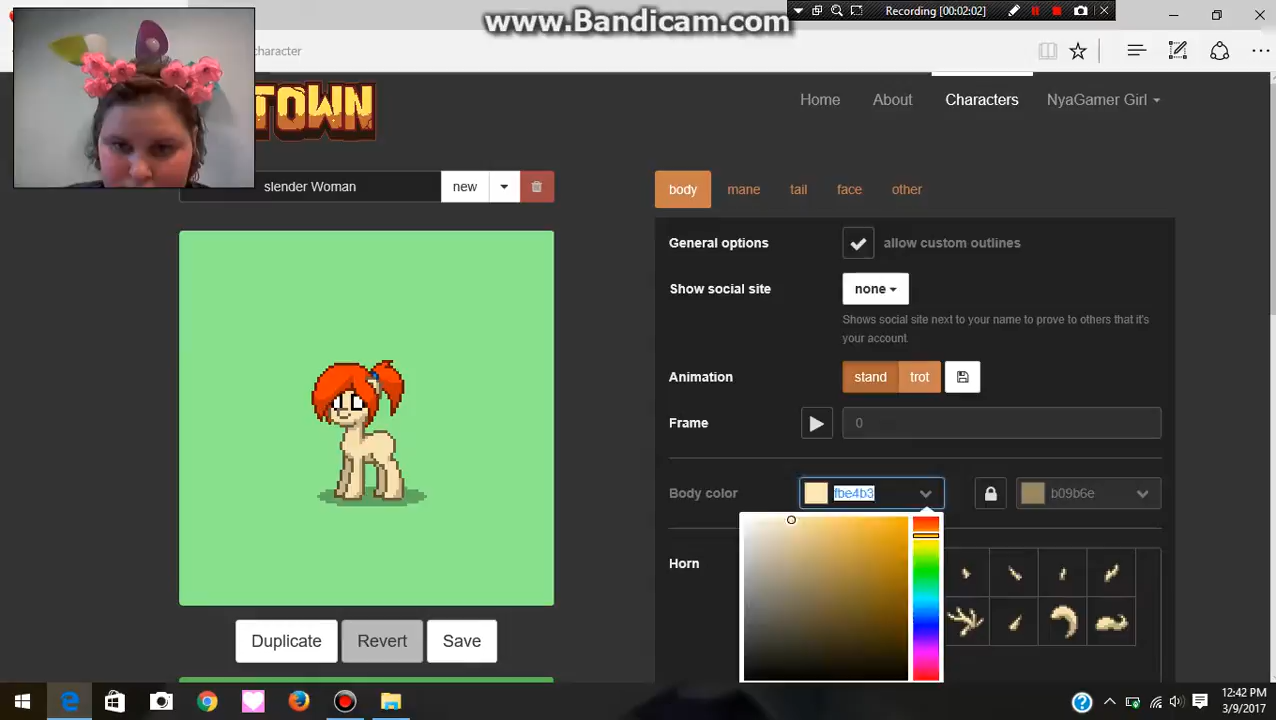 www.Bandicam.com
Recording [00:02:02]
character
TOWN
Home About Characters NyaGamer Girl
slender Woman new
body mane tail face other
General options allow custom outlines
Show social site none
Shows social site next to your name to prove to others that it's
your account
Animation stand trot
Frame 0
Body color fbe4b3 b09b6e
Horn
Duplicate Revert Save
12:42 PM
3/9/2017